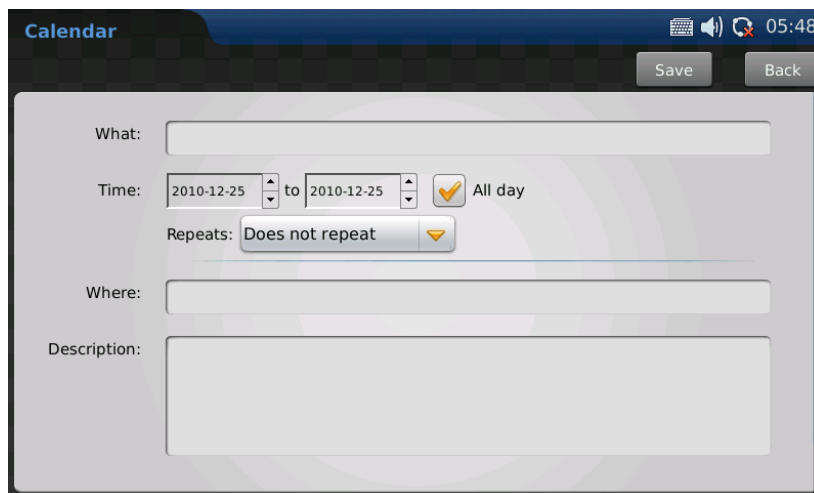 Calendar 05:48
Save Back
What:
Time: 2010-12-25 to 2010-12-25 All day
Repeats: Does not repeat
Where:
Description: